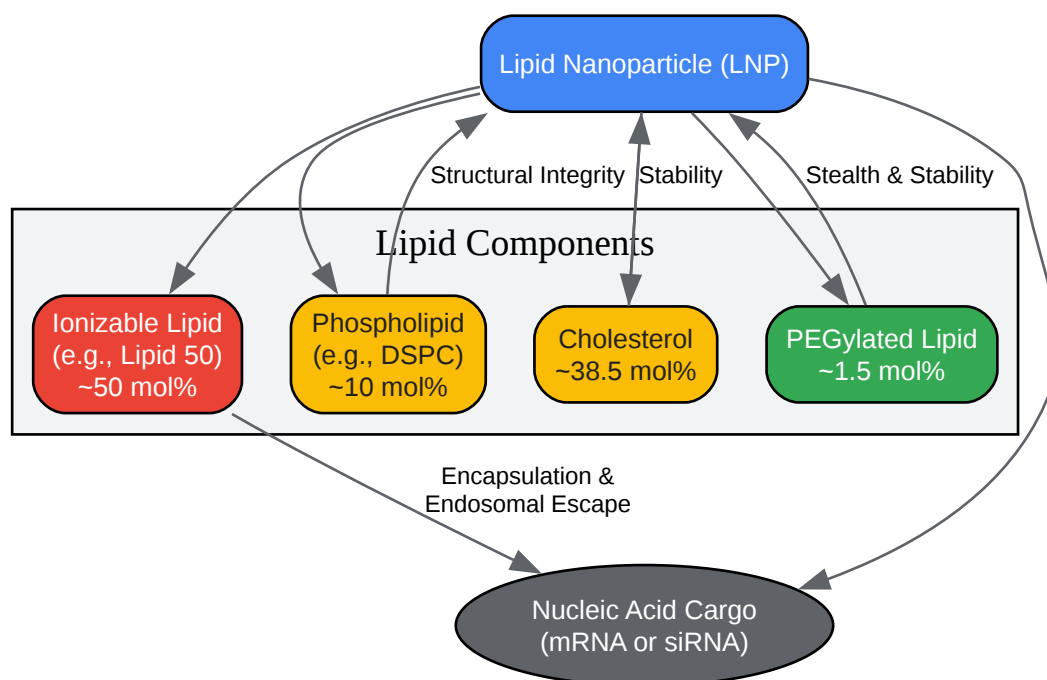 Lipid Nanoparticle (LNP)
Structural Integrity
Stability
Stealth & Stability
Lipid Components
Ionizable Lipid
(e.g., Lipid 50)
~50 mol%
Phospholipid
(e.g., DSPC)
~10 mol%
Cholesterol
~38.5 mol%
PEGylated Lipid
~1.5 mol%
Encapsulation &
Endosomal Escape
Nucleic Acid Cargo
(mRNA or siRNA)